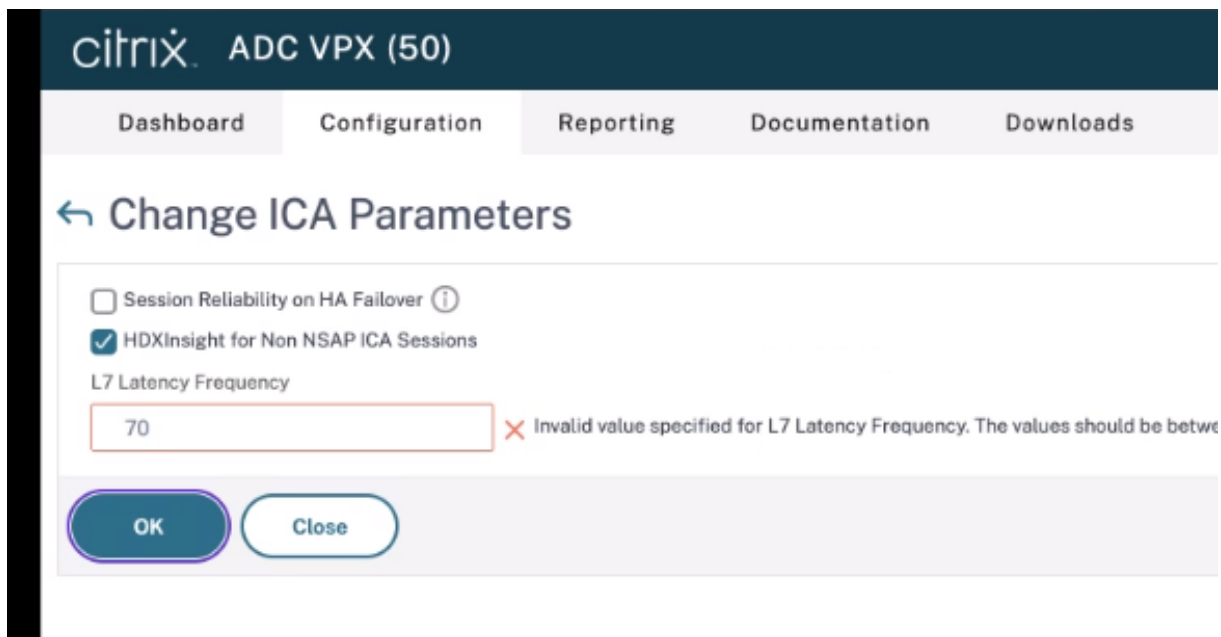 citrix ADC VPX (50)
Dashboard Configuration Reporting Documentation Downloads
Change ICA Parameters
Session Reliability on HA Failover
HDXInsight for Non NSAP ICA Sessions
L7 Latency Frequency
70
Invalid value specified for L7 Latency Frequency. The values should be
OK Close